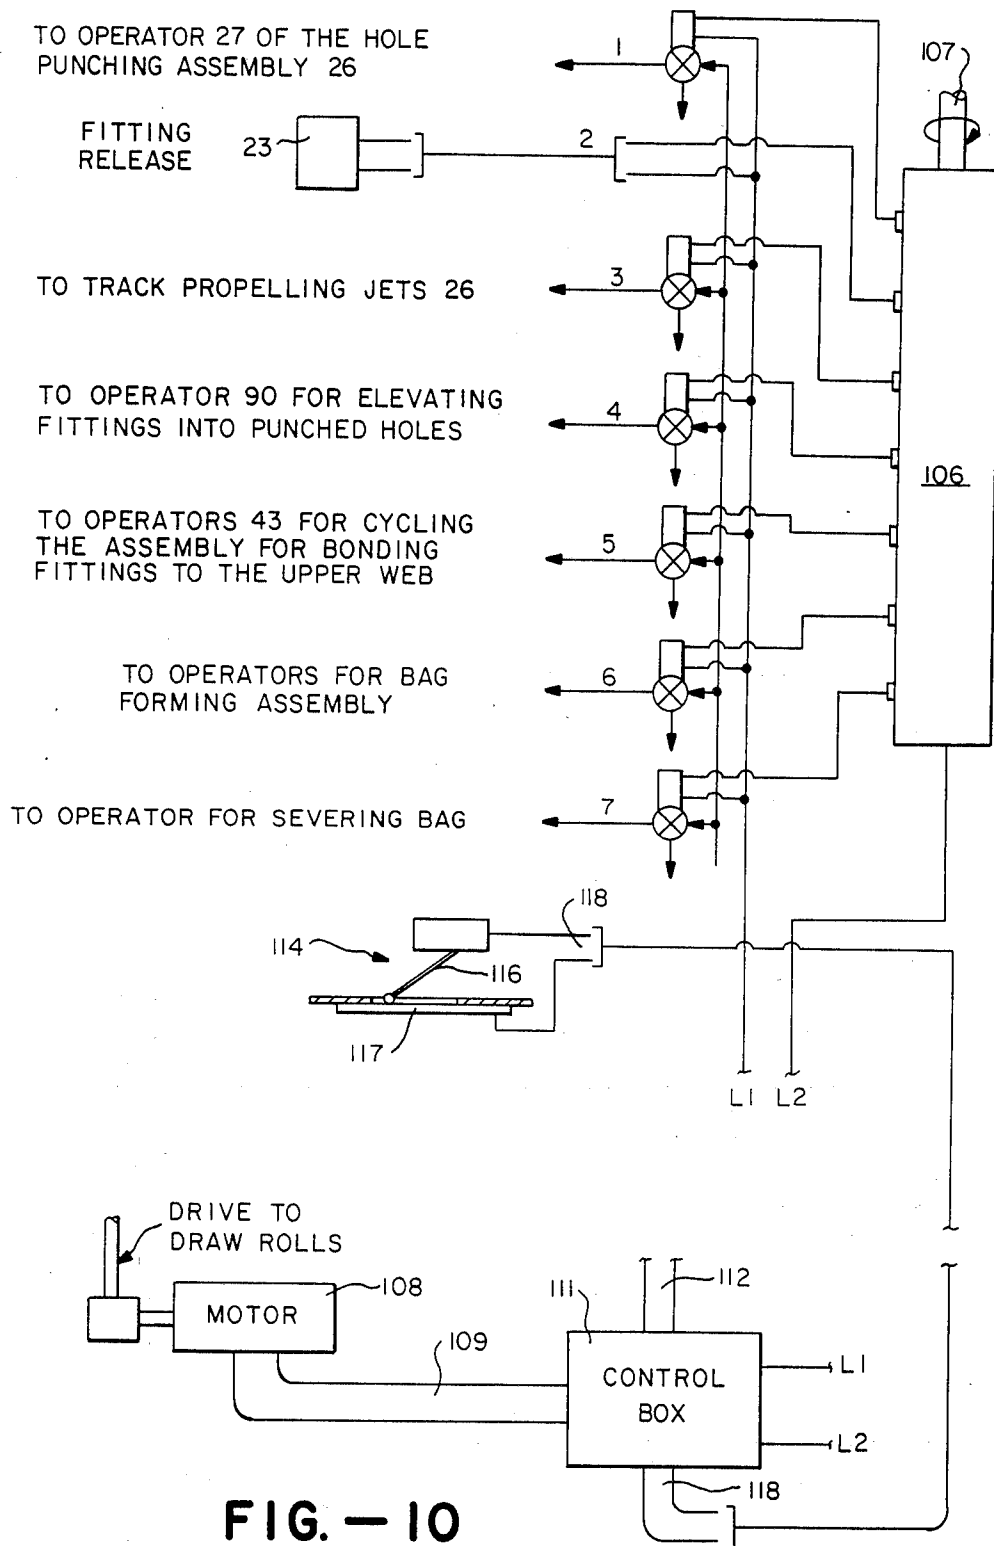 TO OPERATOR 27 OF THE HOLE
PUNCHING ASSEMBLY 26
1
107
FITTING
RELEASE
23
2
TO TRACK PROPELLING JETS 26
3
TO OPERATOR 90 FOR ELEVATING
FITTINGS INTO PUNCHED HOLES
4
106
TO OPERATORS 43 FOR CYCLING
THE ASSEMBLY FOR BONDING
FITTINGS TO THE UPPER WEB
5
TO OPERATORS FOR BAG
FORMING ASSEMBLY
6
TO OPERATOR FOR SEVERING BAG
7
118
114
116
117
L1 L2
DRIVE TO
DRAW ROLLS
108
MOTOR
109
111
112
CONTROL
BOX
L1
L2
118
FIG. — 10